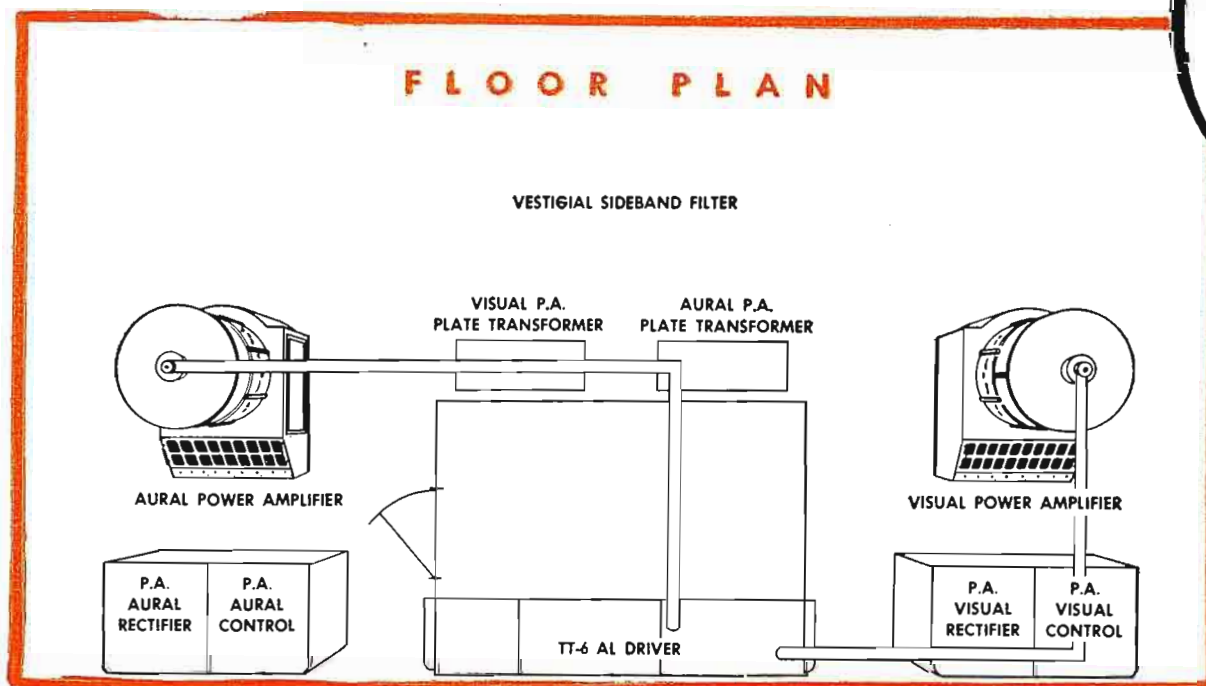 FLOOR PLAN
VESTIGIAL SIDEBAND FILTER
VISUAL P.A.
PLATE TRANSFORMER
AURAL P.A.
PLATE TRANSFORMER
AURAL POWER AMPLIFIER
VISUAL POWER AMPLIFIER
P.A.
AURAL
RECTIFIER
P.A.
AURAL
CONTROL
TT-6 AL DRIVER
P.A.
VISUAL
RECTIFIER
P.A.
VISUAL
CONTROL